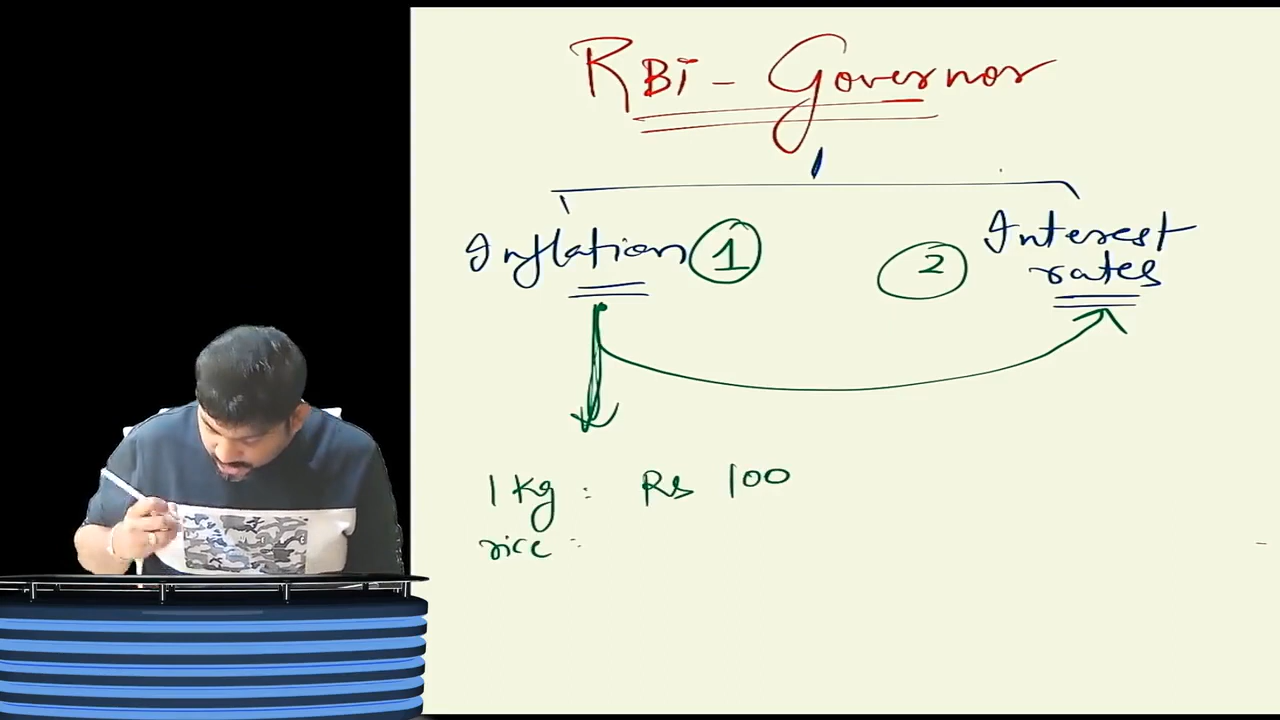 RBi - Governor
Inflation 1
2 Interest
rates
1 Kg : Rs 100
rice :